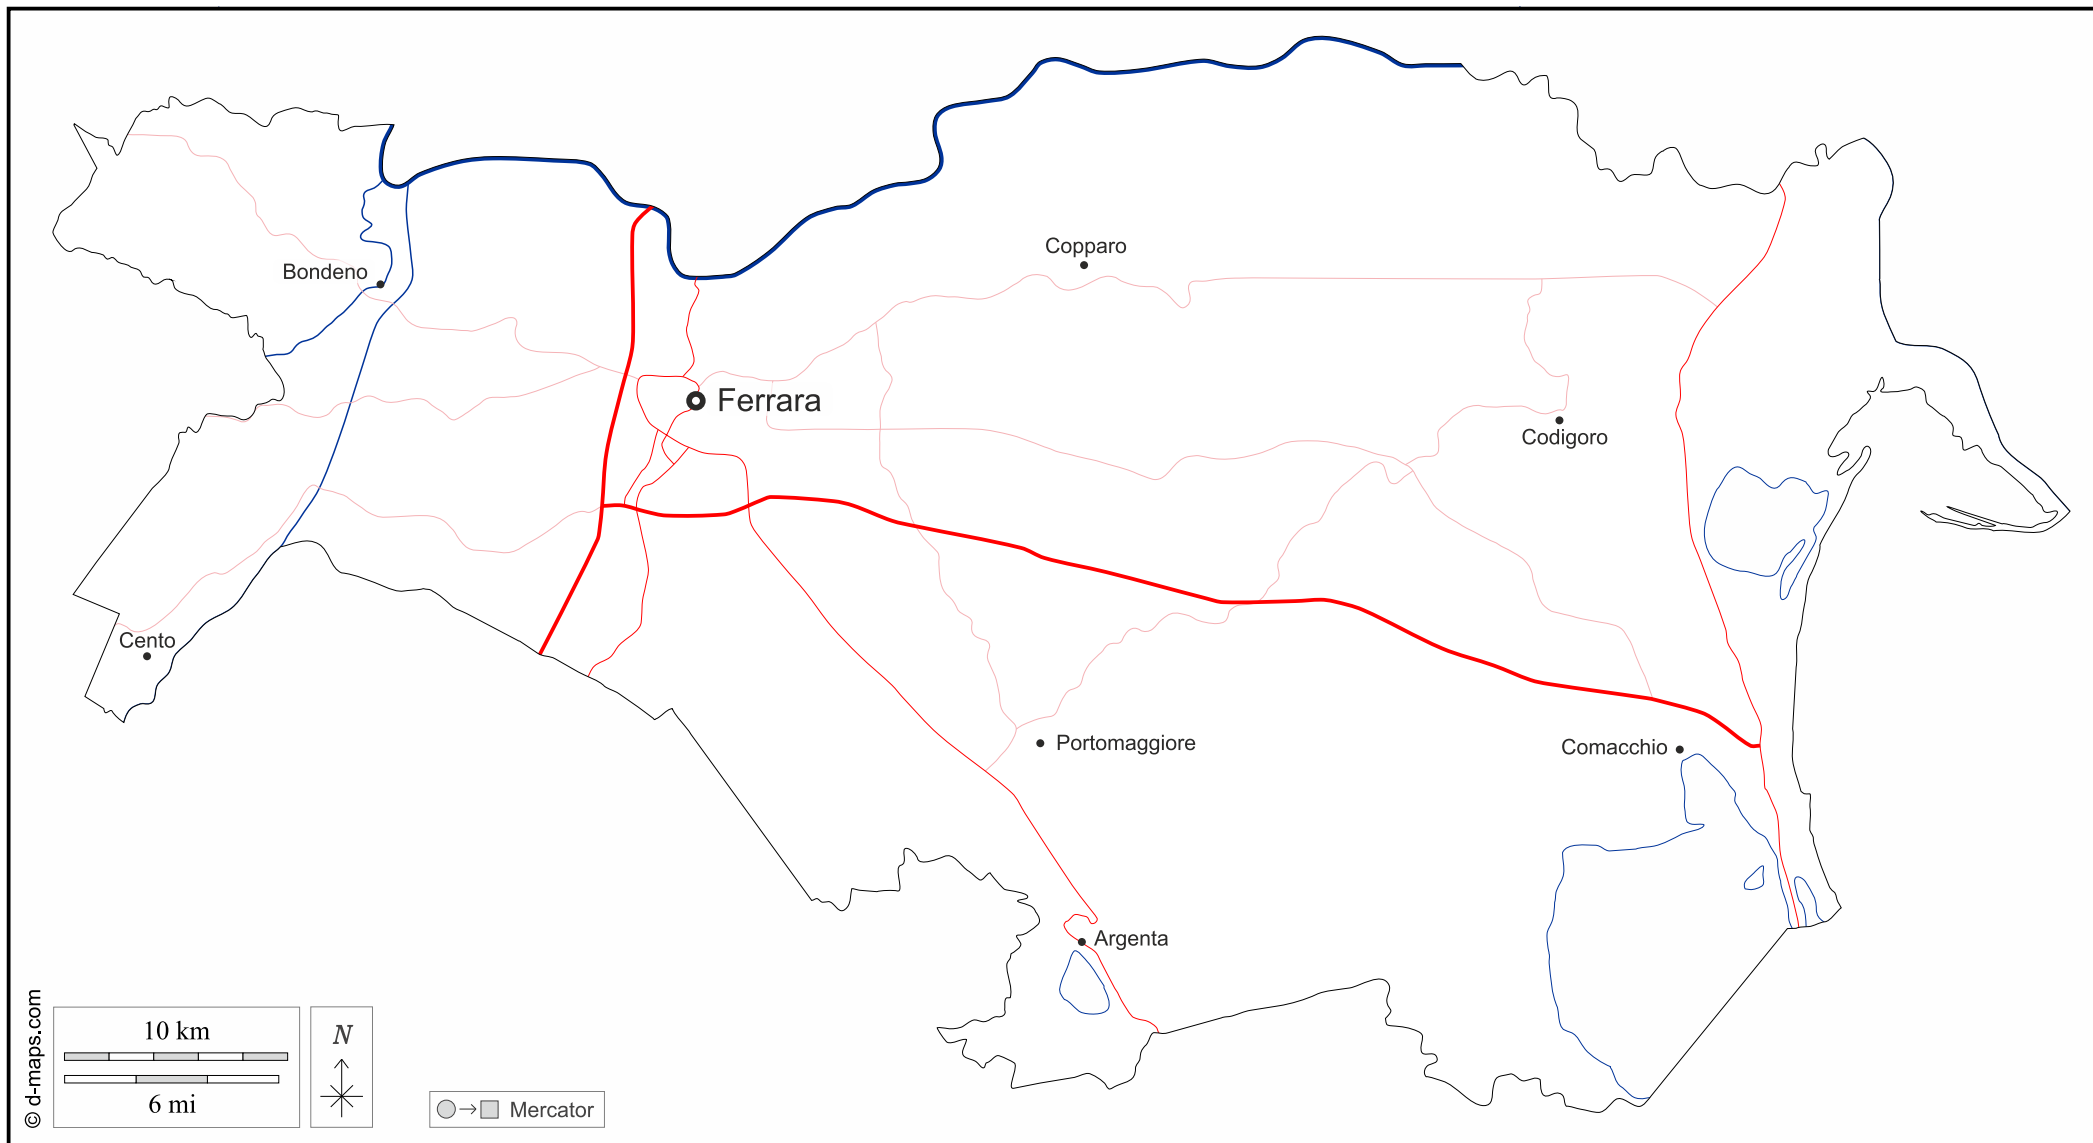 Copparo
Bondeno
Ferrara
Codigoro
Cento
Portomaggiore
Comacchio
Argenta
© d-maps.com
10 km
6 mi
N
Mercator